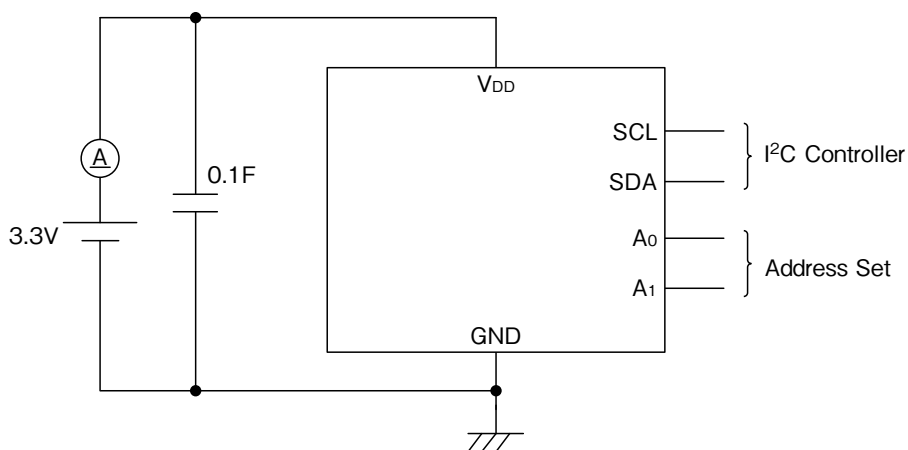 VDD
SCL
I²C Controller
A
0.1F
SDA
3.3V
A0
Address Set
A1
GND